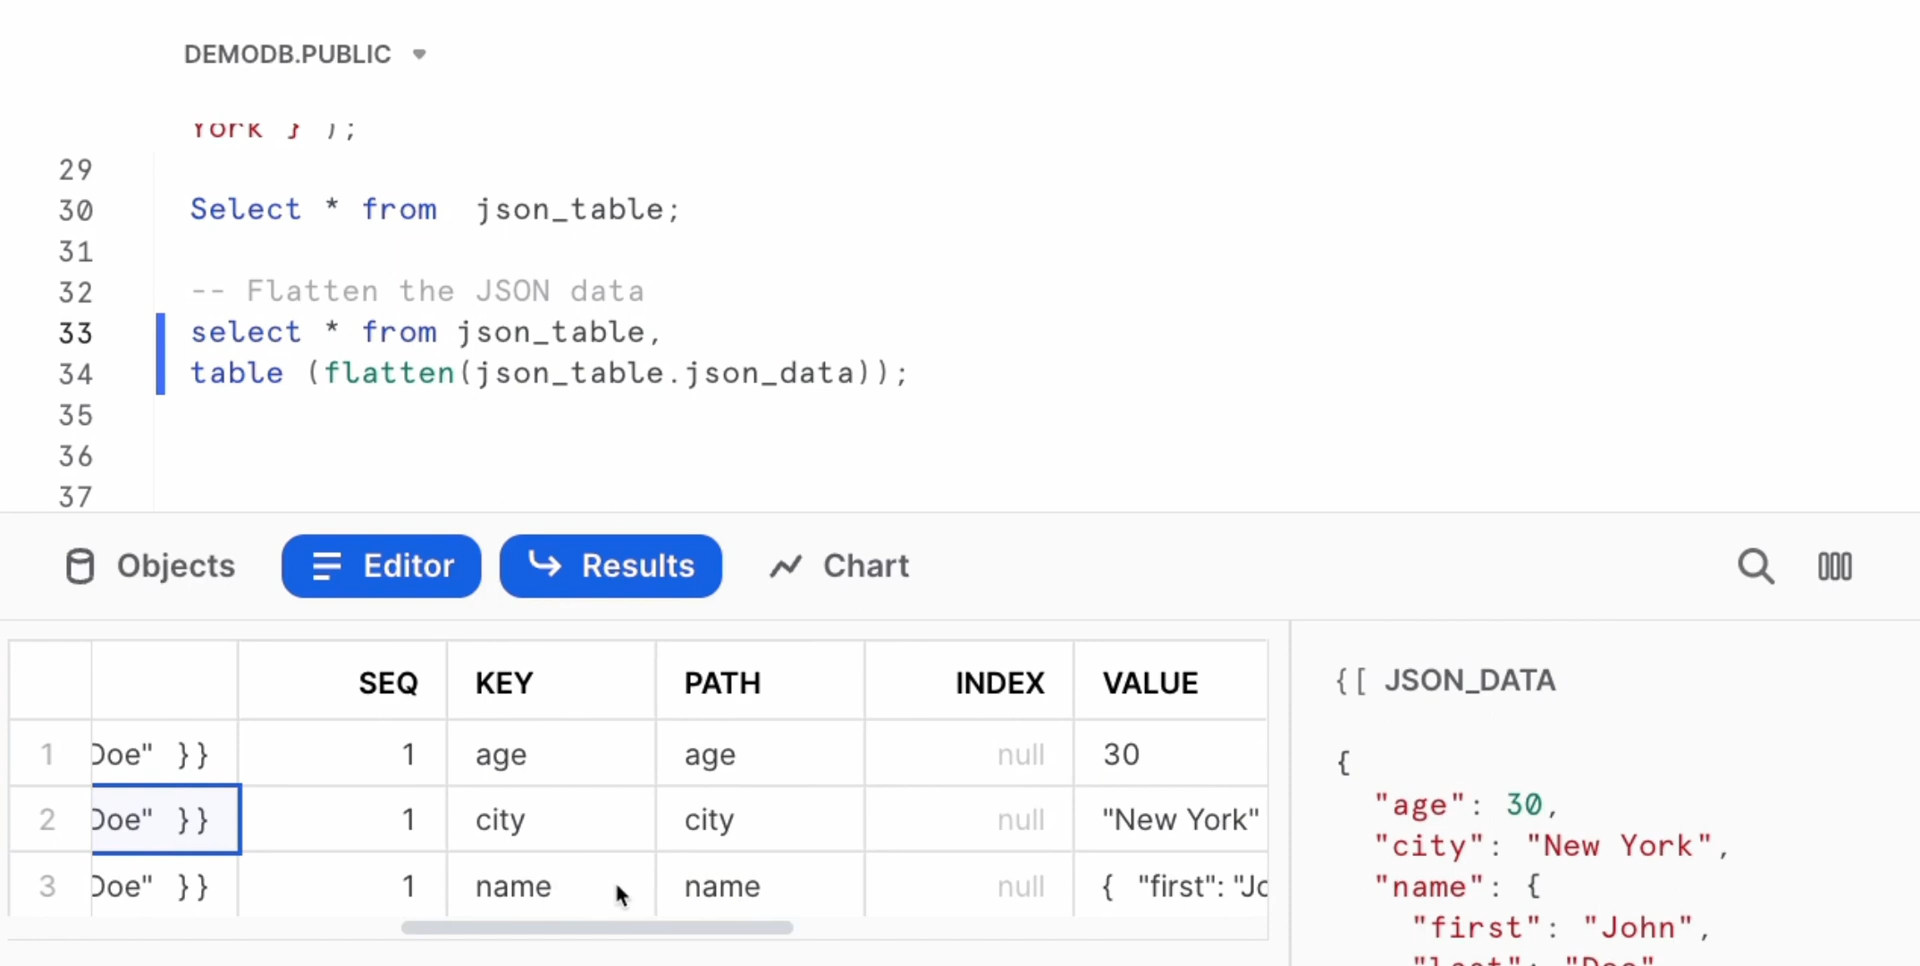 DEMODB.PUBLIC
York } );
29
30 Select * from json_table;
31
32 -- Flatten the JSON data
33 select * from json_table,
34 table (flatten(json_table.json_data));
35
36
37
Objects Editor Results Chart
SEQ KEY PATH INDEX VALUE
1 Doe" }} 1 age age null 30
2 Doe" }} 1 city city null "New York"
3 Doe" }} 1 name name null { "first": "Jo
{[ JSON_DATA
{
"age": 30,
"city": "New York",
"name": {
"first": "John",
"last": "Doe"